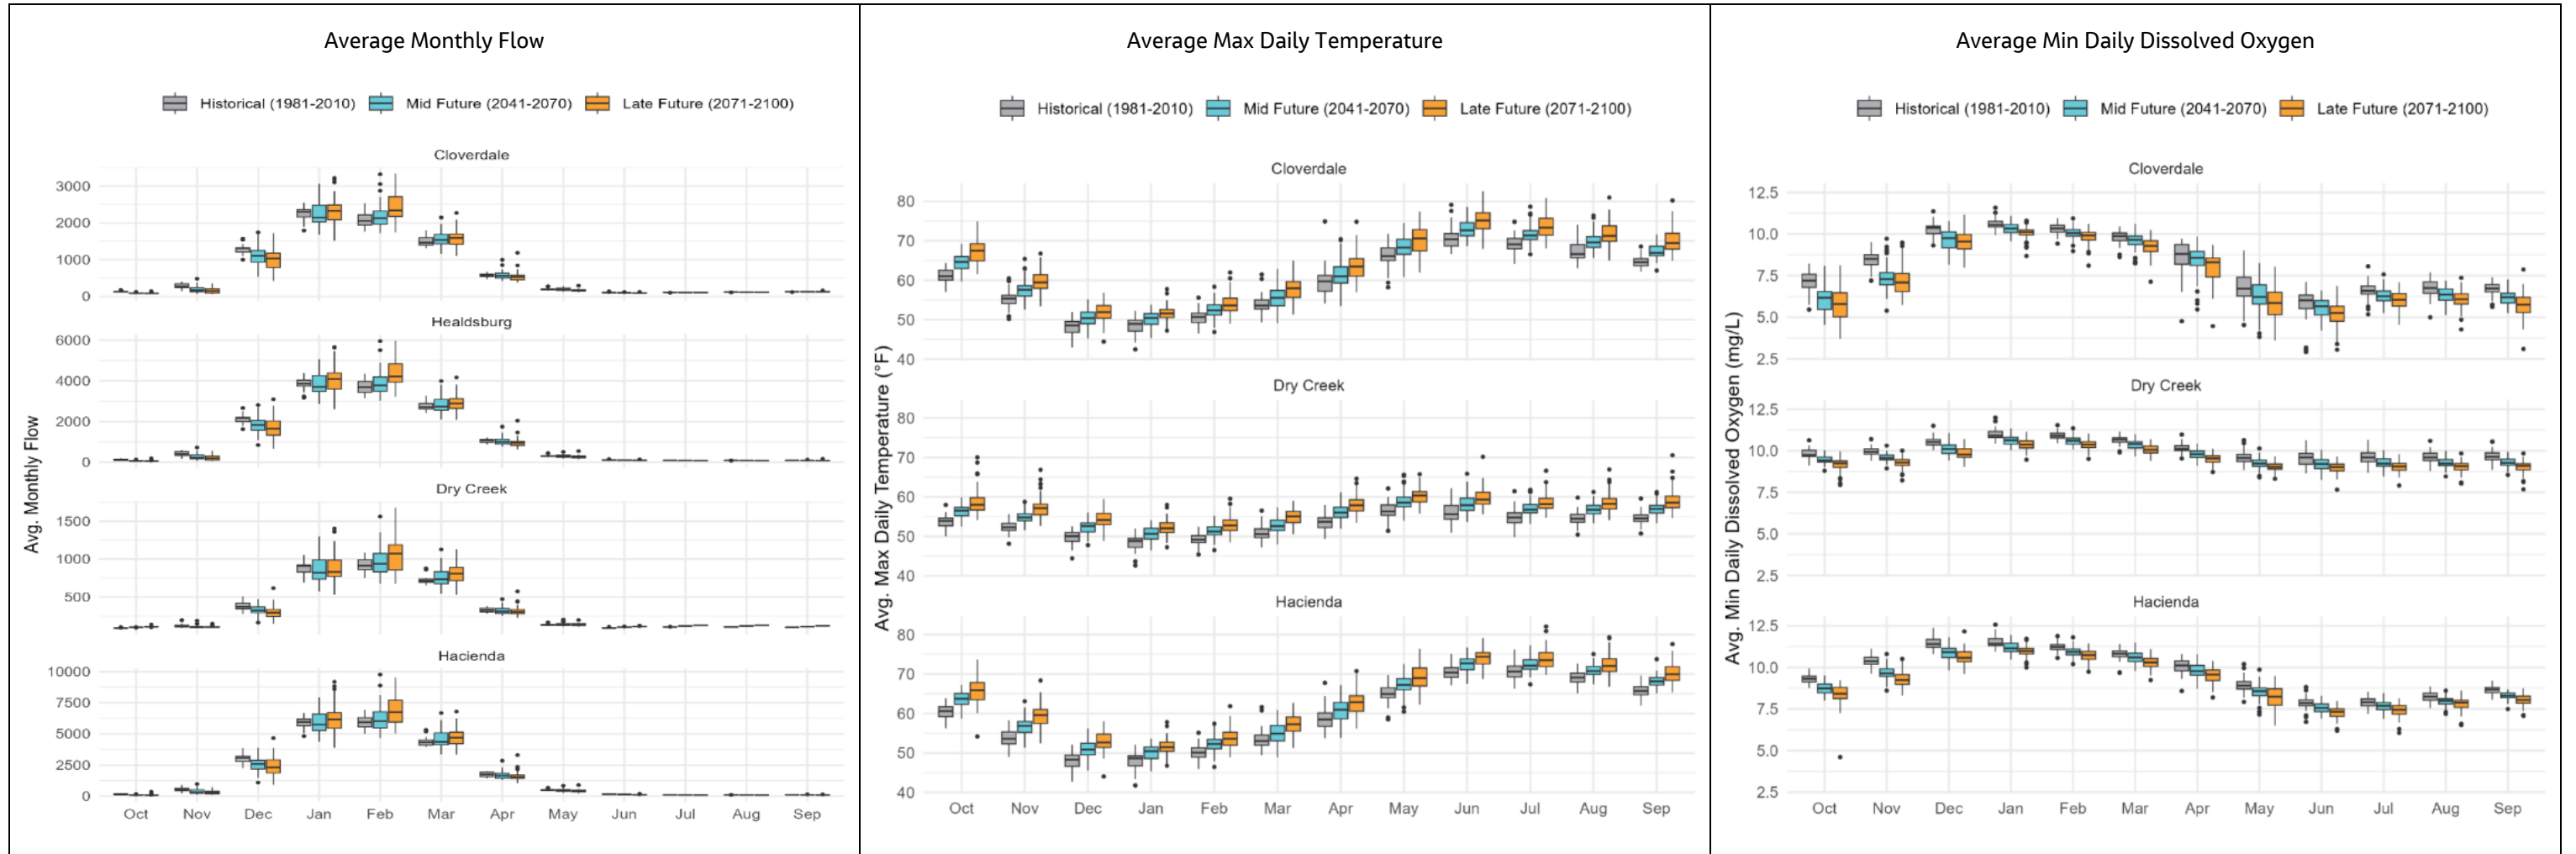 Average Monthly Flow
Historical (1981-2010) Mid Future (2041-2070) Late Future (2071-2100)
Avg. Monthly Flow
Cloverdale
3000
2000
1000
0
Healdsburg
6000
4000
2000
0
Dry Creek
1500
1000
500
Hacienda
10000
7500
5000
2500
0
Oct Nov Dec Jan Feb Mar Apr May Jun Jul Aug Sep
Average Max Daily Temperature
Historical (1981-2010) Mid Future (2041-2070) Late Future (2071-2100)
Avg. Max Daily Temperature (°F)
Cloverdale
80
70
60
50
40
Dry Creek
80
70
60
50
40
Hacienda
80
70
60
50
40
Oct Nov Dec Jan Feb Mar Apr May Jun Jul Aug Sep
Average Min Daily Dissolved Oxygen
Historical (1981-2010) Mid Future (2041-2070) Late Future (2071-2100)
Avg. Min Daily Dissolved Oxygen (mg/L)
Cloverdale
12.5
10.0
7.5
5.0
2.5
Dry Creek
12.5
10.0
7.5
5.0
2.5
Hacienda
12.5
10.0
7.5
5.0
2.5
Oct Nov Dec Jan Feb Mar Apr May Jun Jul Aug Sep